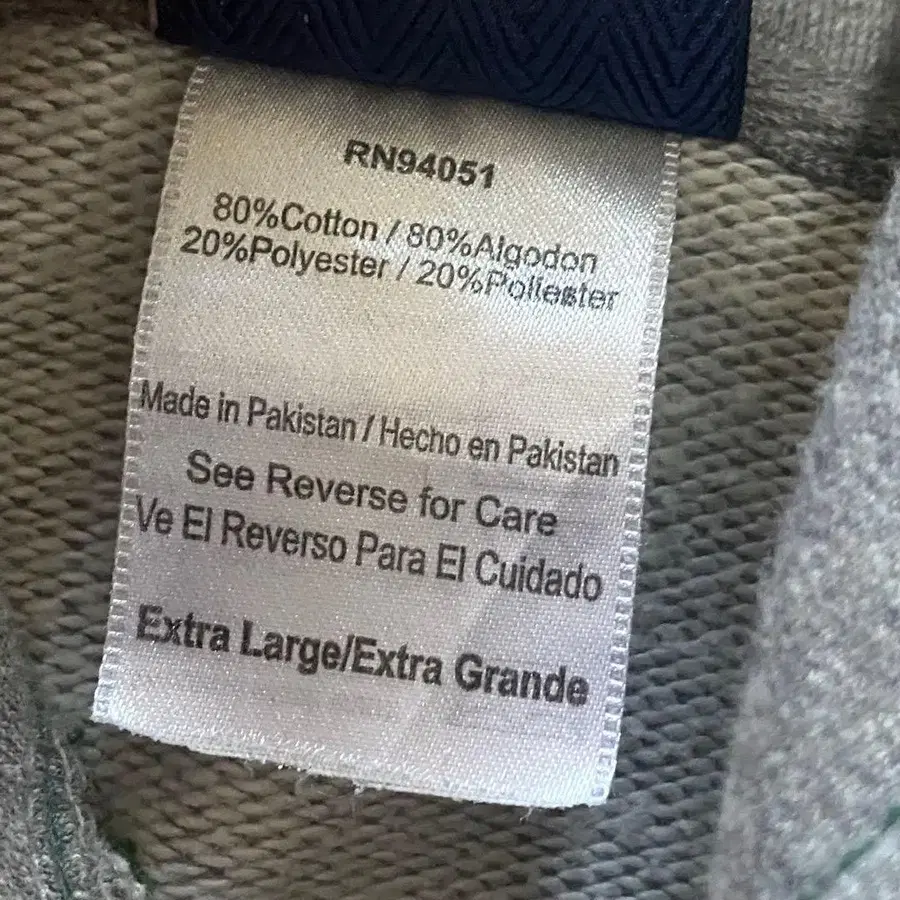 RN94051
80%Cotton / 80%Algodon
20%Polyester / 20%Poliester
Made in Pakistan / Hecho en Pakistan
See Reverse for Care
Ve El Reverso Para El Cuidado
Extra Large/Extra Grande